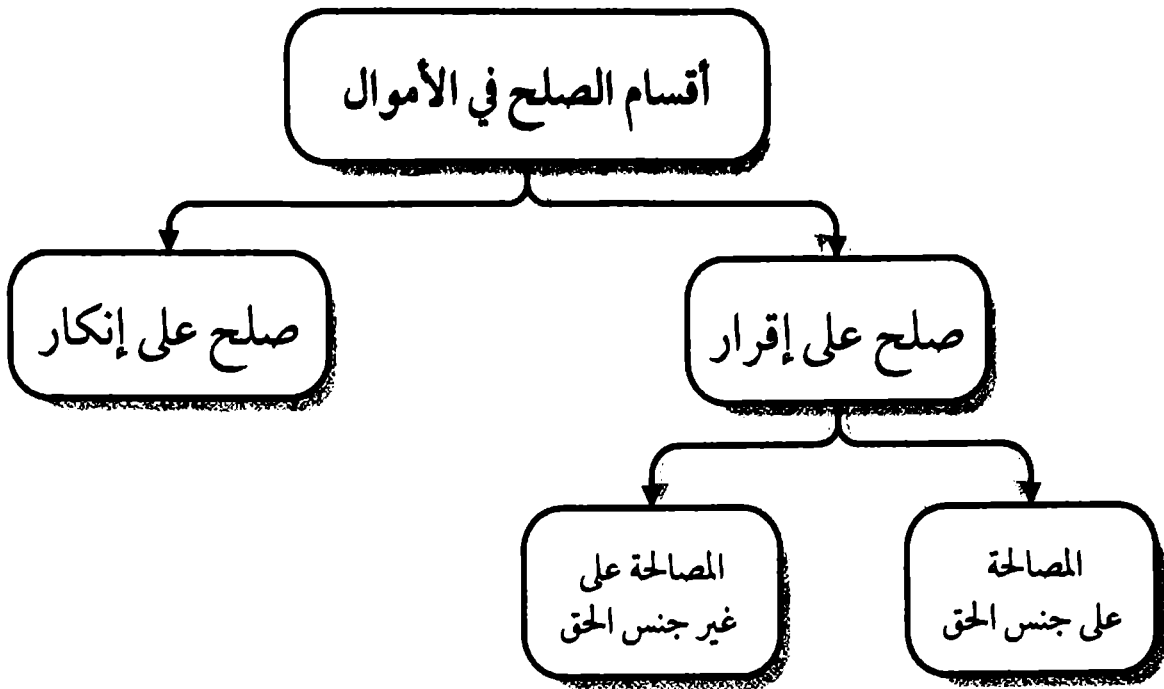 أقسام الصلح في الأموال
صلح على إقرار
صلح على إنكار
المصالحة
على جنس الحق
المصالحة على
غير جنس الحق